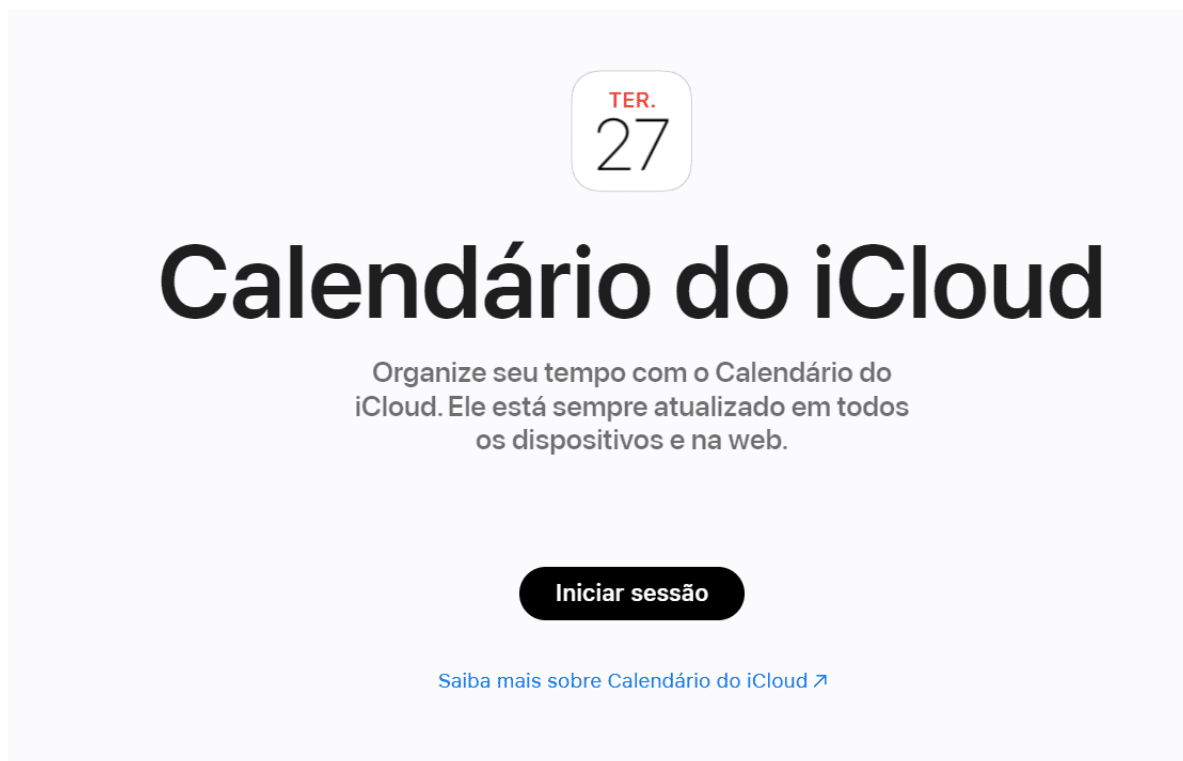 TER.
27
Calendário do iCloud
Organize seu tempo com o Calendário do
iCloud. Ele está sempre atualizado em todos
os dispositivos e na web.
Iniciar sessão
Saiba mais sobre Calendário do iCloud ↗